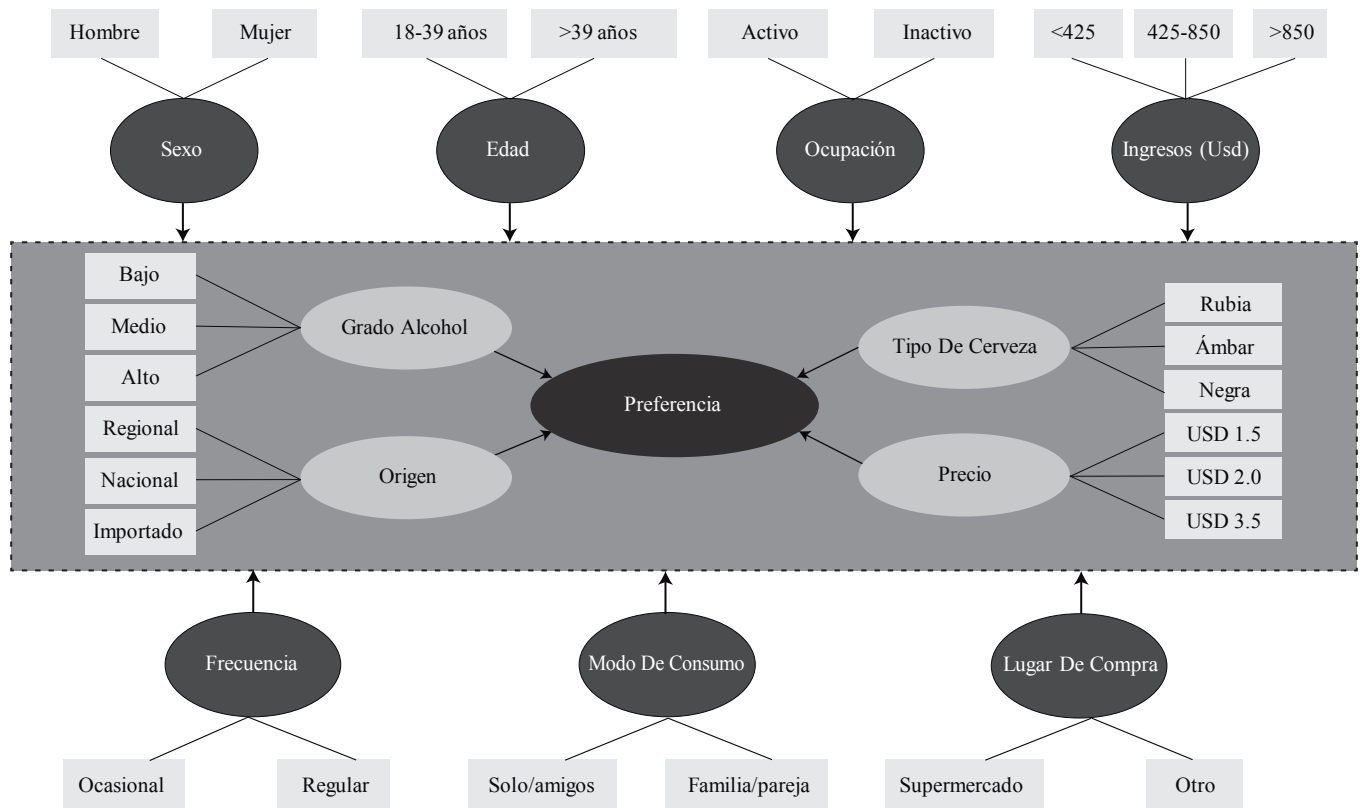 Hombre
Mujer
18-39 años
>39 años
Activo
Inactivo
<425
425-850
>850
Sexo
Edad
Ocupación
Ingresos (Usd)
Bajo
Medio
Alto
Regional
Nacional
Importado
Grado Alcohol
Origen
Preferencia
Tipo De Cerveza
Precio
Rubia
Ámbar
Negra
USD 1.5
USD 2.0
USD 3.5
Frecuencia
Modo De Consumo
Lugar De Compra
Ocasional
Regular
Solo/amigos
Familia/pareja
Supermercado
Otro